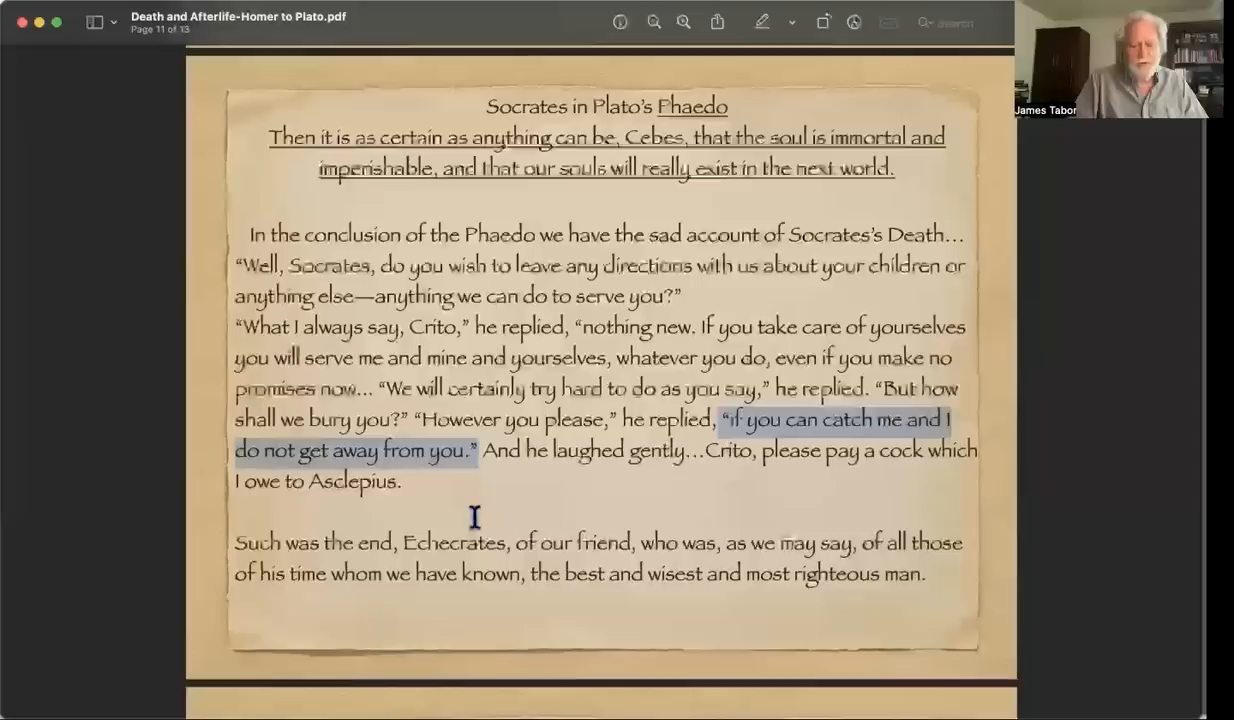 Death and Afterlife-Homer to Plato.pdf
Page 11 of 13
Search
James Tabor
Socrates in Plato's Phaedo
Then it is as certain as anything can be, Cebes, that the soul is immortal and
imperishable, and that our souls will really exist in the next world.
In the conclusion of the Phaedo we have the sad account of Socrates's Death...
“Well, Socrates, do you wish to leave any directions with us about your children or
anything else—anything we can do to serve you?”
“What I always say, Crito,” he replied, “nothing new. If you take care of yourselves
you will serve me and mine and yourselves, whatever you do, even if you make no
promises now... “We will certainly try hard to do as you say,” he replied. “But how
shall we bury you?” “However you please,” he replied, “if you can catch me and I
do not get away from you.” And he laughed gently...Crito, please pay a cock which
I owe to Asclepius.
Such was the end, Echecrates, of our friend, who was, as we may say, of all those
of his time whom we have known, the best and wisest and most righteous man.